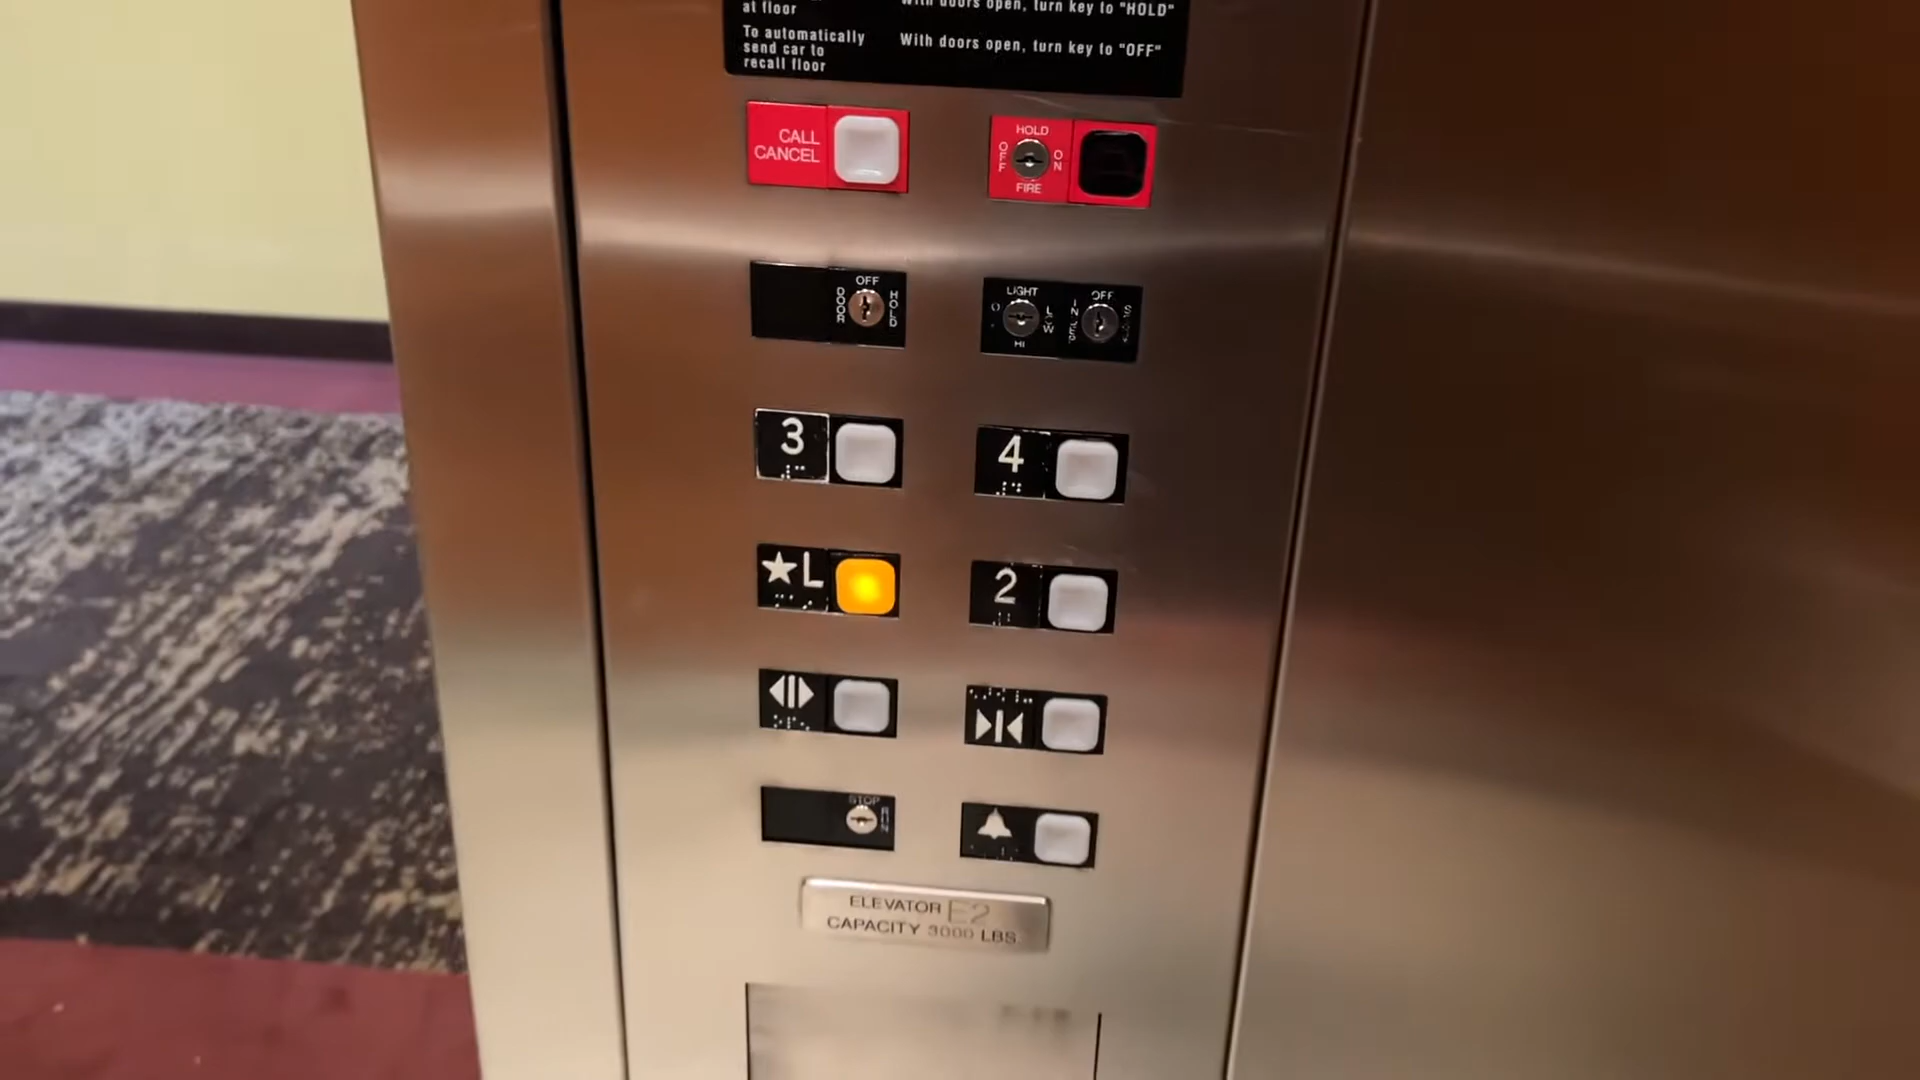 at floor
with doors open, turn key to "HOLD"
To automatically
send car to
recall floor
With doors open, turn key to "OFF"
CALL
CANCEL
HOLD
OFF
ON
FIRE
OFF
DOOR
HOLD
LIGHT
LOW
HI
OFF
3
4
★L
2
STOP
RUN
ELEVATOR E2
CAPACITY 3000 LBS.